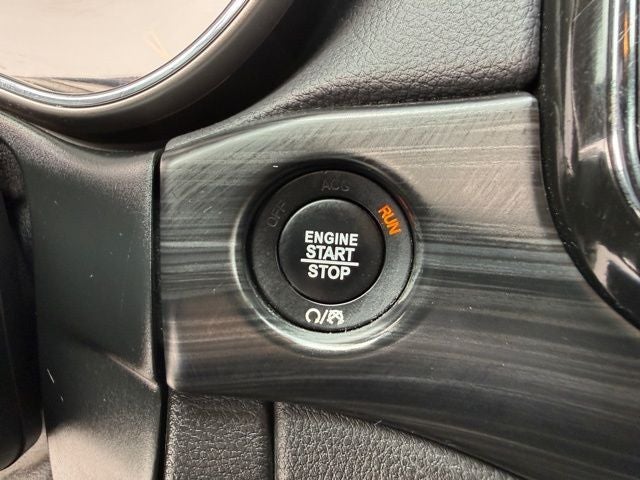 OFF ACC RUN
ENGINE
START
STOP